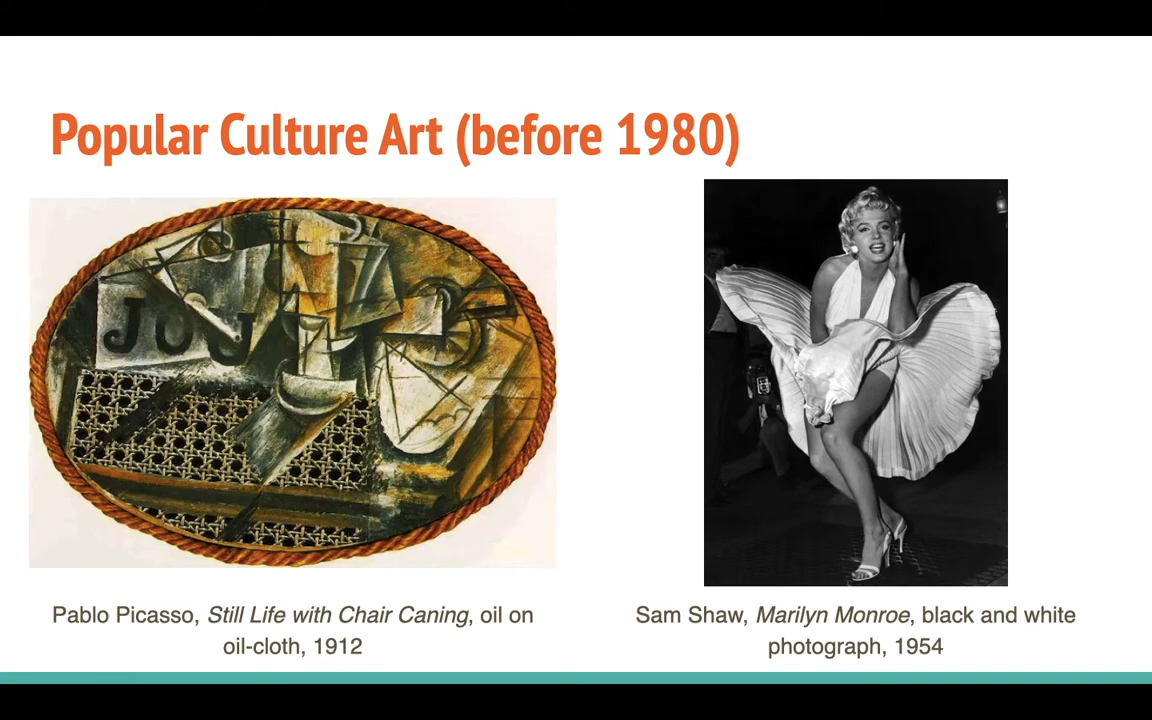 Popular Culture Art (before 1980)
JOU
Pablo Picasso, Still Life with Chair Caning, oil on
oil-cloth, 1912
Sam Shaw, Marilyn Monroe, black and white
photograph, 1954